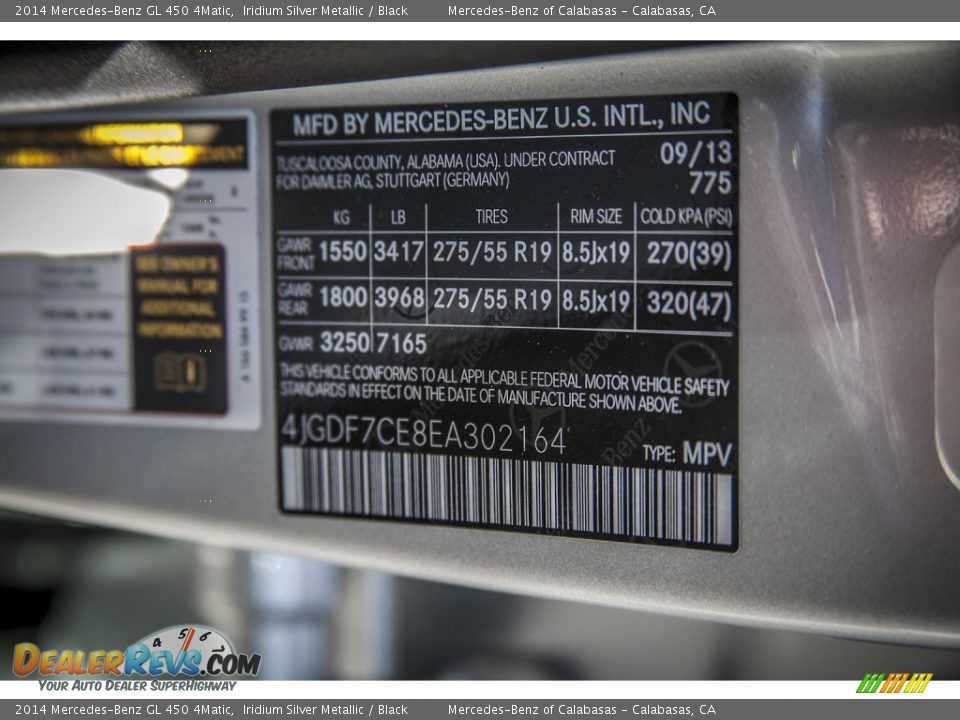 2014 Mercedes-Benz GL 450 4Matic, Iridium Silver Metallic / Black Mercedes-Benz of Calabasas - Calabasas, CA
MFD BY MERCEDES-BENZ U.S. INTL., INC
TUSCALOOSA COUNTY, ALABAMA (USA). UNDER CONTRACT 09/13
FOR DAIMLER AG, STUTTGART (GERMANY) 775
KG LB TIRES RIM SIZE COLD KPA (PSI)
GAWR FRONT 1550 3417 275/55 R19 8.5Jx19 270(39)
GAWR REAR 1800 3968 275/55 R19 8.5Jx19 320(47)
GVWR 3250 7165
THIS VEHICLE CONFORMS TO ALL APPLICABLE FEDERAL MOTOR VEHICLE SAFETY
STANDARDS IN EFFECT ON THE DATE OF MANUFACTURE SHOWN ABOVE.
4JGDF7CE8EA302164
TYPE: MPV
SEE OWNER'S
MANUAL FOR
ADDITIONAL
INFORMATION
DEALERREVS.COM
YOUR AUTO DEALER SUPERHIGHWAY
2014 Mercedes-Benz GL 450 4Matic, Iridium Silver Metallic / Black Mercedes-Benz of Calabasas - Calabasas, CA